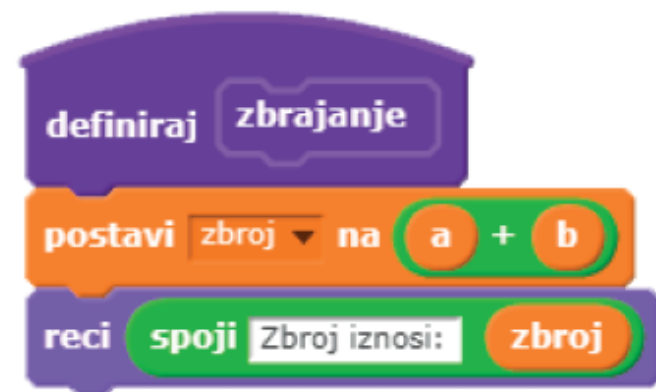 definiraj zbrajanje
postavi zbroj na a + b
reci spoji Zbroj iznosi: zbroj